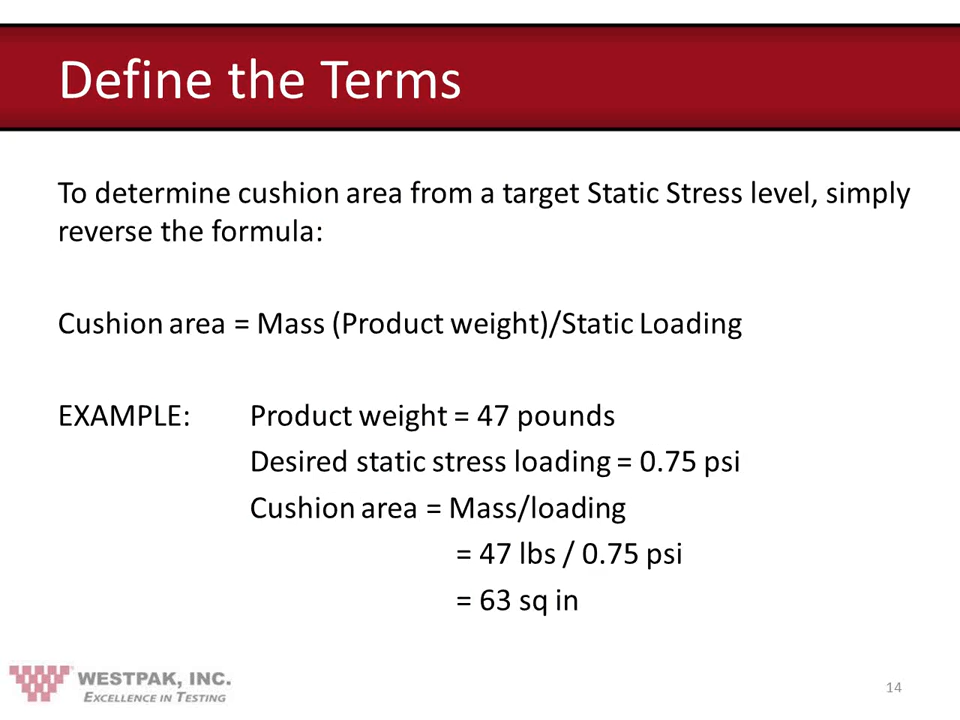 Define the Terms
To determine cushion area from a target Static Stress level, simply
reverse the formula:
Cushion area = Mass (Product weight)/Static Loading
EXAMPLE: Product weight = 47 pounds
Desired static stress loading = 0.75 psi
Cushion area = Mass/loading
= 47 lbs / 0.75 psi
= 63 sq in
WESTPAK, INC.
EXCELLENCE IN TESTING
14